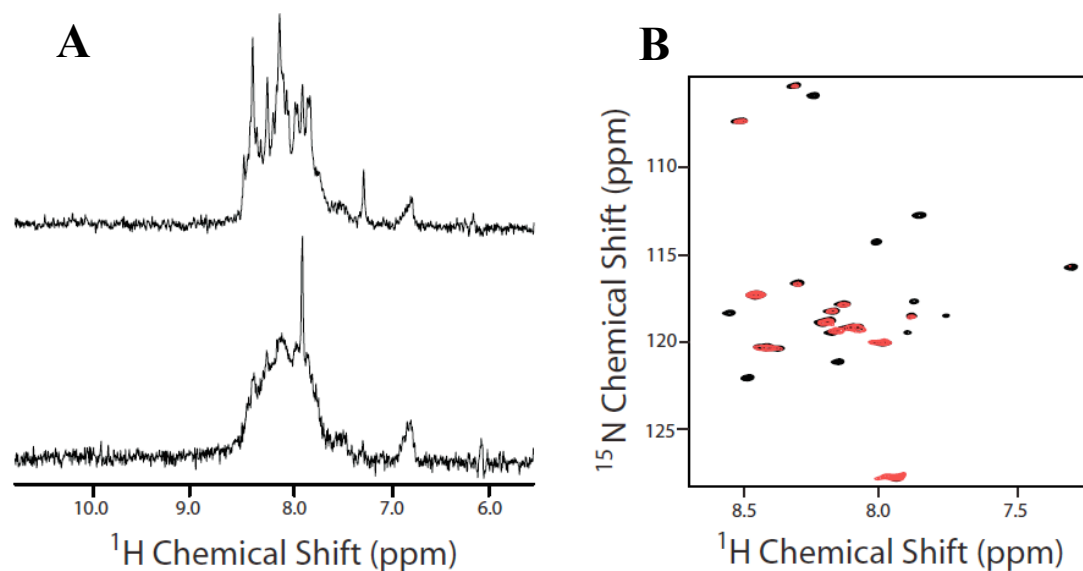 A
10.0 9.0 8.0 7.0 6.0
¹H Chemical Shift (ppm)
B
¹⁵N Chemical Shift (ppm)
110
115
120
125
8.5 8.0 7.5
¹H Chemical Shift (ppm)